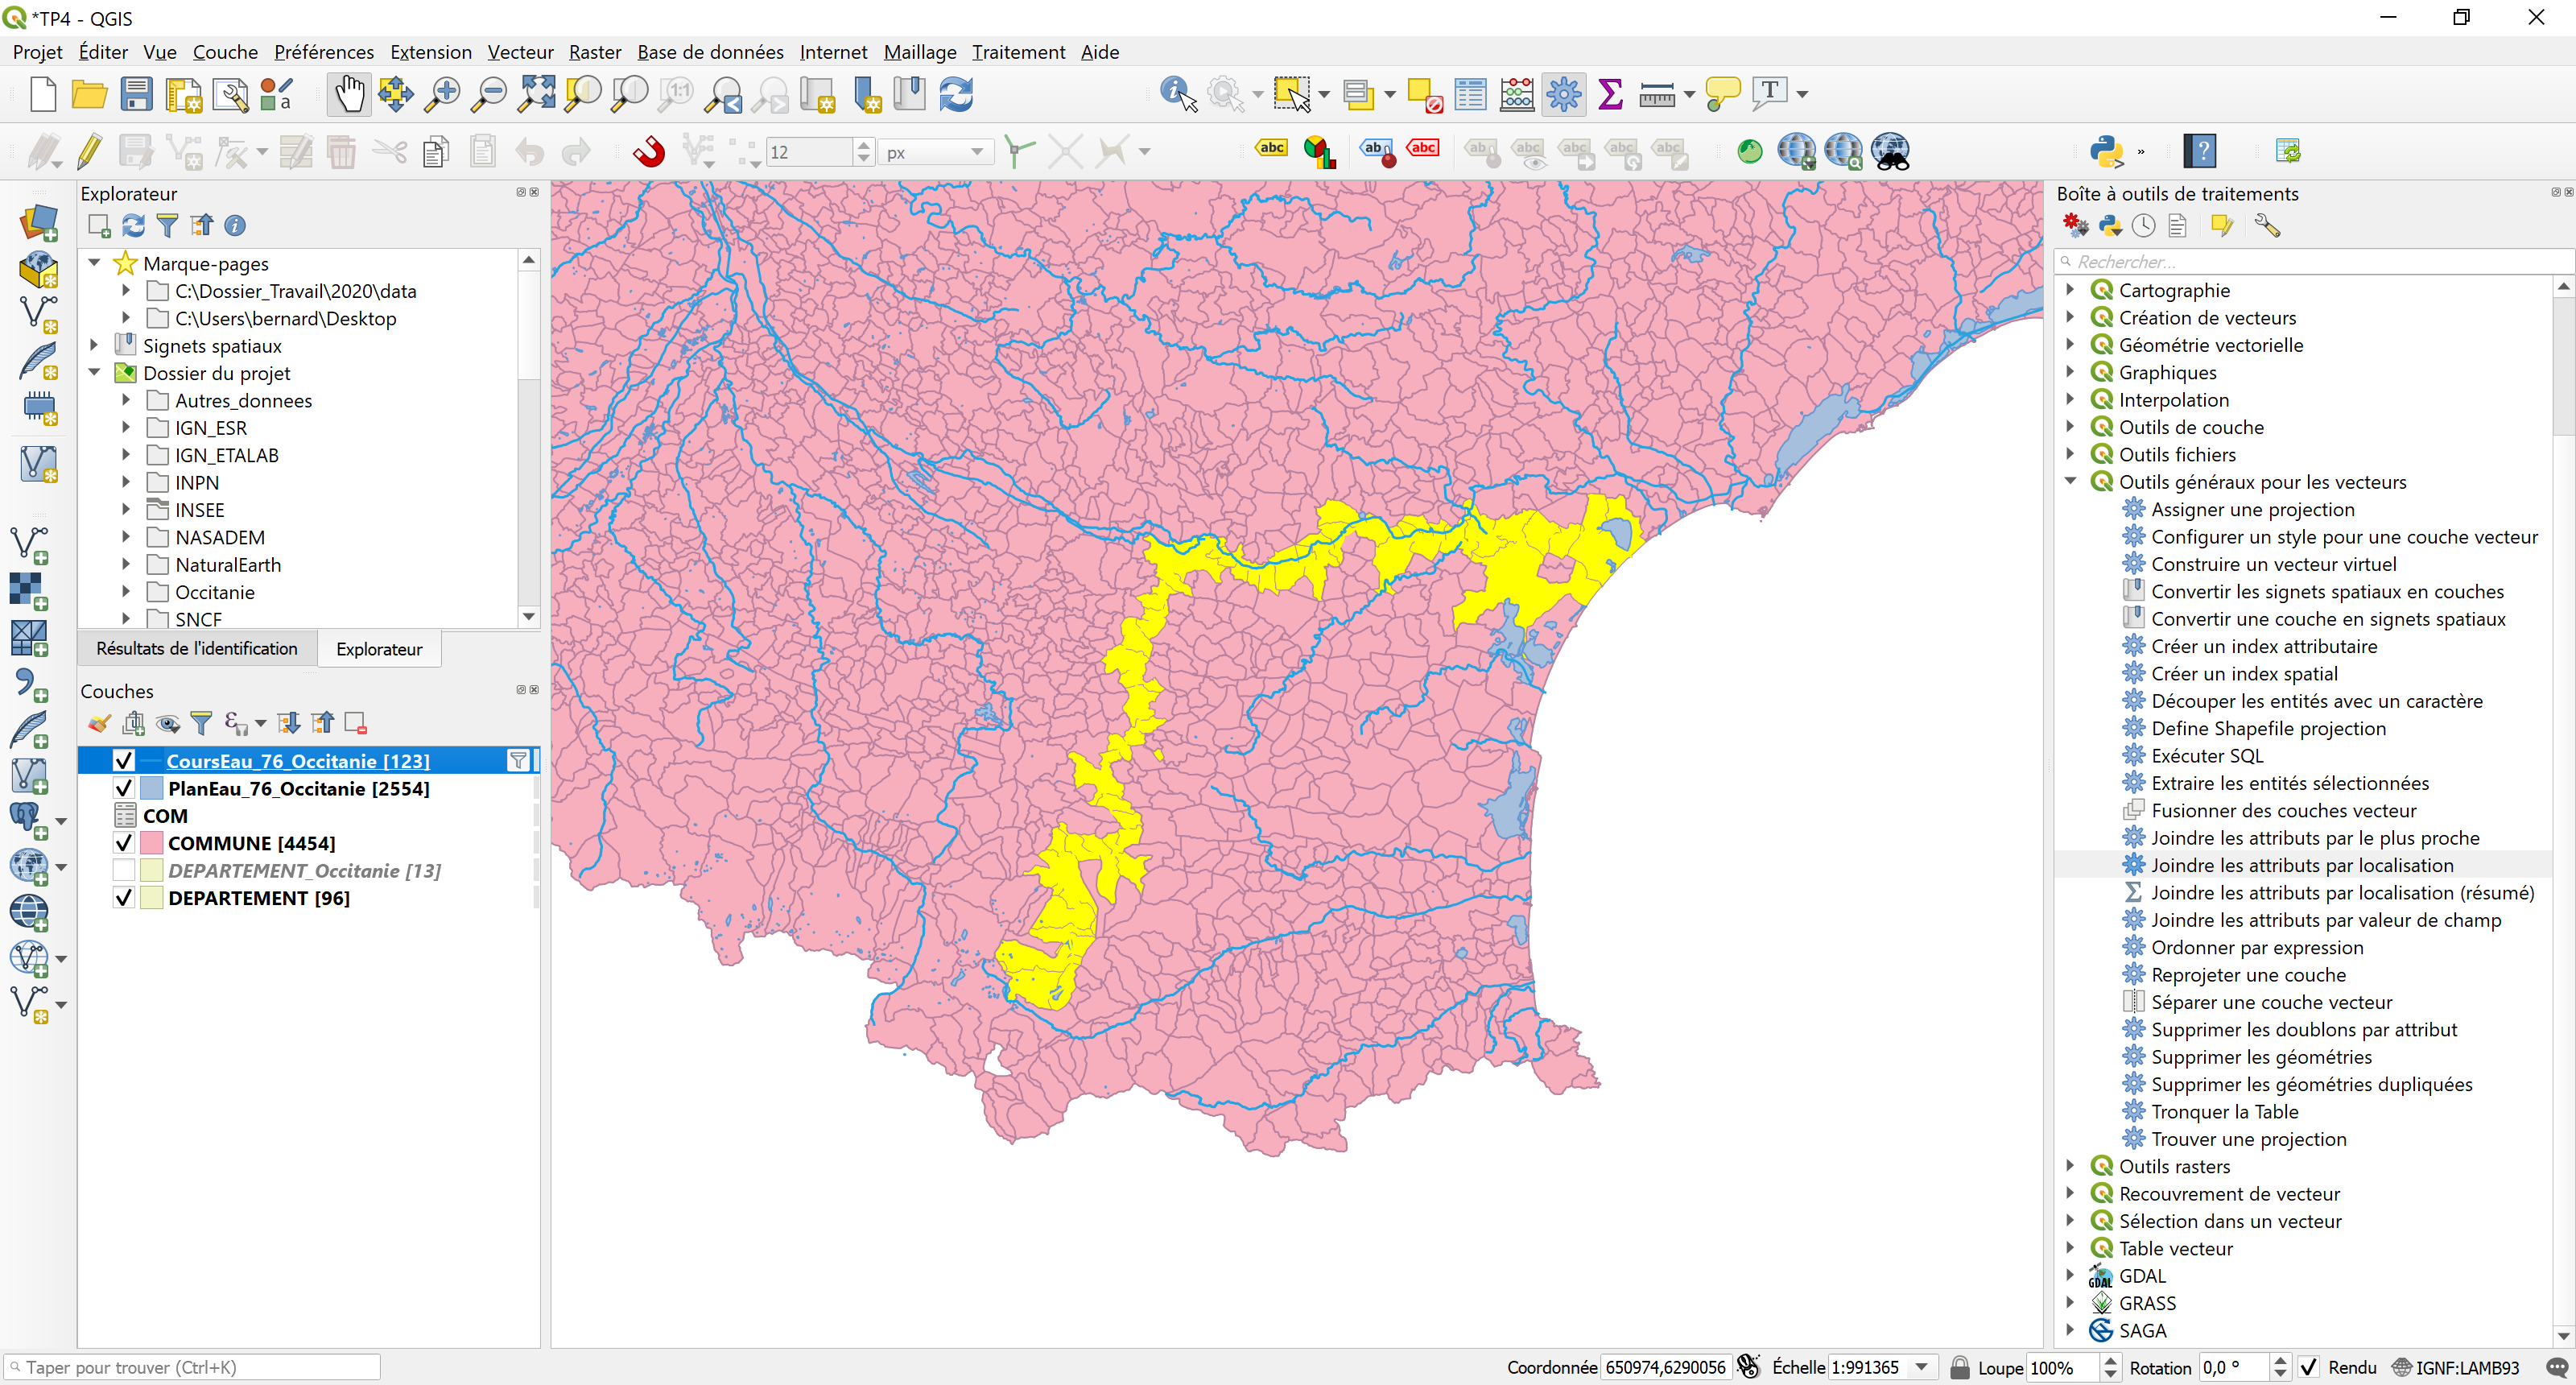 *TP4 - QGIS
Projet Éditer Vue Couche Préférences Extension Vecteur Raster Base de données Internet Maillage Traitement Aide
1:1
a
T
12
px
abc
ab
abc
abc
abc
abc
abc
abc
»
?
Explorateur
Marque-pages
C:\Dossier_Travail\2020\data
C:\Users\bernard\Desktop
Signets spatiaux
Dossier du projet
Autres_donnees
IGN_ESR
IGN_ETALAB
INPN
INSEE
NASADEM
NaturalEarth
Occitanie
SNCF
Résultats de l'identification
Explorateur
Couches
CoursEau_76_Occitanie [123]
PlanEau_76_Occitanie [2554]
COM
COMMUNE [4454]
DEPARTEMENT_Occitanie [13]
DEPARTEMENT [96]
Boîte à outils de traitements
Rechercher...
Cartographie
Création de vecteurs
Géométrie vectorielle
Graphiques
Interpolation
Outils de couche
Outils fichiers
Outils généraux pour les vecteurs
Assigner une projection
Configurer un style pour une couche vecteur
Construire un vecteur virtuel
Convertir les signets spatiaux en couches
Convertir une couche en signets spatiaux
Créer un index attributaire
Créer un index spatial
Découper les entités avec un caractère
Define Shapefile projection
Exécuter SQL
Extraire les entités sélectionnées
Fusionner des couches vecteur
Joindre les attributs par le plus proche
Joindre les attributs par localisation
Joindre les attributs par localisation (résumé)
Joindre les attributs par valeur de champ
Ordonner par expression
Reprojeter une couche
Séparer une couche vecteur
Supprimer les doublons par attribut
Supprimer les géométries
Supprimer les géométries dupliquées
Tronquer la Table
Trouver une projection
Outils rasters
Recouvrement de vecteur
Sélection dans un vecteur
Table vecteur
GDAL GDAL
GRASS
SAGA
Taper pour trouver (Ctrl+K)
Coordonnée 650974,6290056 Échelle 1:991365 Loupe 100% Rotation 0,0 ° Rendu IGNF:LAMB93